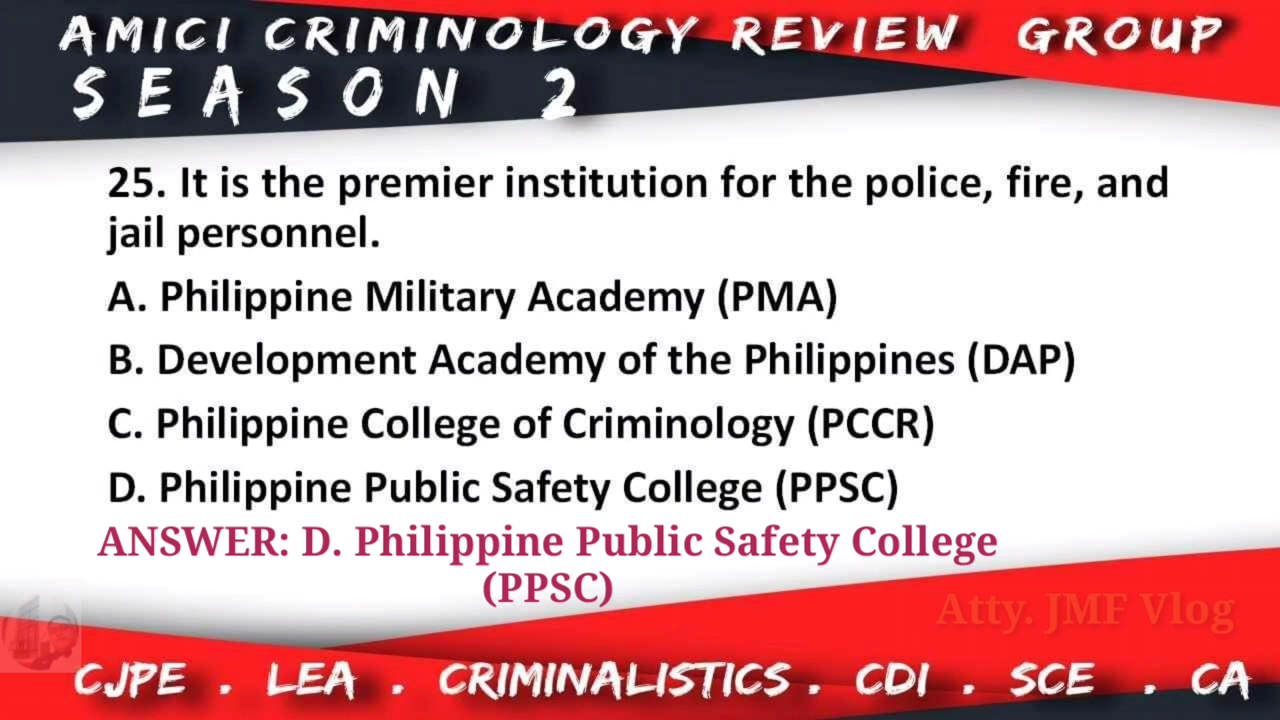 AMICI CRIMINOLOGY REVIEW GROUP
SEASON 2
25. It is the premier institution for the police, fire, and
jail personnel.
A. Philippine Military Academy (PMA)
B. Development Academy of the Philippines (DAP)
C. Philippine College of Criminology (PCCR)
D. Philippine Public Safety College (PPSC)
ANSWER: D. Philippine Public Safety College
(PPSC)
Atty. JMF Vlog
CJPE . LEA . CRIMINALISTICS . CDI . SCE . CA